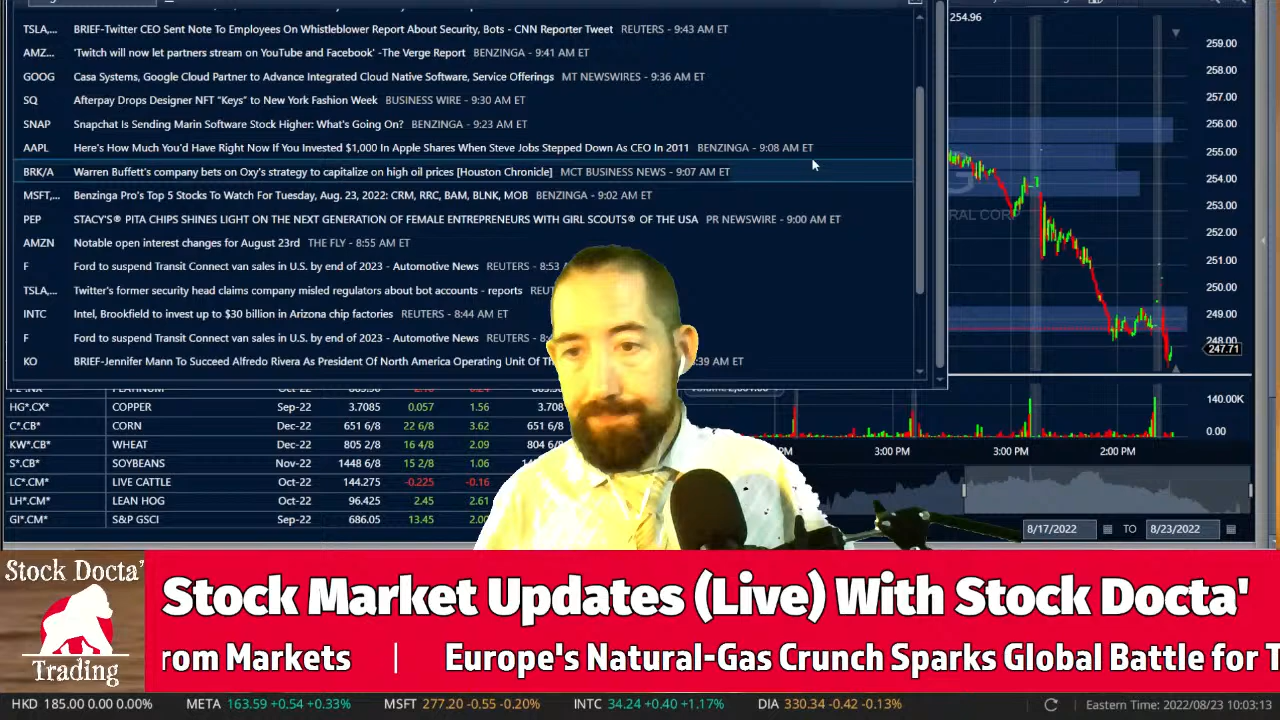 254.96
TSLA,... BRIEF-Twitter CEO Sent Note To Employees On Whistleblower Report About Security, Bots - CNN Reporter Tweet REUTERS - 9:43 AM ET
AMZ... 'Twitch will now let partners stream on YouTube and Facebook' -The Verge Report BENZINGA - 9:41 AM ET
GOOG Casa Systems, Google Cloud Partner to Advance Integrated Cloud Native Software, Service Offerings MT NEWSWIRES - 9:36 AM ET
SQ Afterpay Drops Designer NFT "Keys" to New York Fashion Week BUSINESS WIRE - 9:30 AM ET
SNAP Snapchat Is Sending Marin Software Stock Higher: What's Going On? BENZINGA - 9:23 AM ET
AAPL Here's How Much You'd Have Right Now If You Invested $1,000 In Apple Shares When Steve Jobs Stepped Down As CEO In 2011 BENZINGA - 9:08 AM ET
BRK/A Warren Buffett's company bets on Oxy's strategy to capitalize on high oil prices [Houston Chronicle] MCT BUSINESS NEWS - 9:07 AM ET
MSFT,... Benzinga Pro's Top 5 Stocks To Watch For Tuesday, Aug. 23, 2022: CRM, RRC, BAM, BLNK, MOB BENZINGA - 9:02 AM ET
PEP STACY'S® PITA CHIPS SHINES LIGHT ON THE NEXT GENERATION OF FEMALE ENTREPRENEURS WITH GIRL SCOUTS® OF THE USA PR NEWSWIRE - 9:00 AM ET
AMZN Notable open interest changes for August 23rd THE FLY - 8:55 AM ET
F Ford to suspend Transit Connect van sales in U.S. by end of 2023 - Automotive News REUTERS - 8:53
TSLA,... Twitter's former security head claims company misled regulators about bot accounts - reports
INTC Intel, Brookfield to invest up to $30 billion in Arizona chip factories REUTERS - 8:44 AM ET
F Ford to suspend Transit Connect van sales in U.S. by end of 2023 - Automotive News REUTERS
KO BRIEF-Jennifer Mann To Succeed Alfredo Rivera As President Of North America Operating Unit Of :39 AM ET
259.00
258.00
257.00
256.00
255.00
254.00
253.00
252.00
251.00
250.00
249.00
248.00
247.71
140.00K
0.00
PLATINUM Oct-22
HG*.CX* COPPER Sep-22 3.7085 0.057 1.56 3.708
C*.CB* CORN Dec-22 651 6/8 22 6/8 3.62 651 6/
KW*.CB* WHEAT Dec-22 805 2/8 16 4/8 2.09 804 6/
S*.CB* SOYBEANS Nov-22 1448 6/8 15 2/8 1.06 1448
LC*.CM* LIVE CATTLE Oct-22 144.275 -0.225 -0.16 144.
LH*.CM* LEAN HOG Oct-22 96.425 2.45 2.61 96.
GI*.CM* S&P GSCI Sep-22 686.05 13.45 2.00
3:00 PM 3:00 PM 2:00 PM
8/17/2022 TO 8/23/2022
Stock Docta' Trading
Stock Market Updates (Live) With Stock Docta'
rom Markets | Europe's Natural-Gas Crunch Sparks Global Battle for T
HKD 185.00 0.00 0.00% META 163.59 +0.54 +0.33% MSFT 277.20 -0.55 -0.20% INTC 34.24 +0.40 +1.17% DIA 330.34 -0.42 -0.13% Eastern Time: 2022/08/23 10:03:13